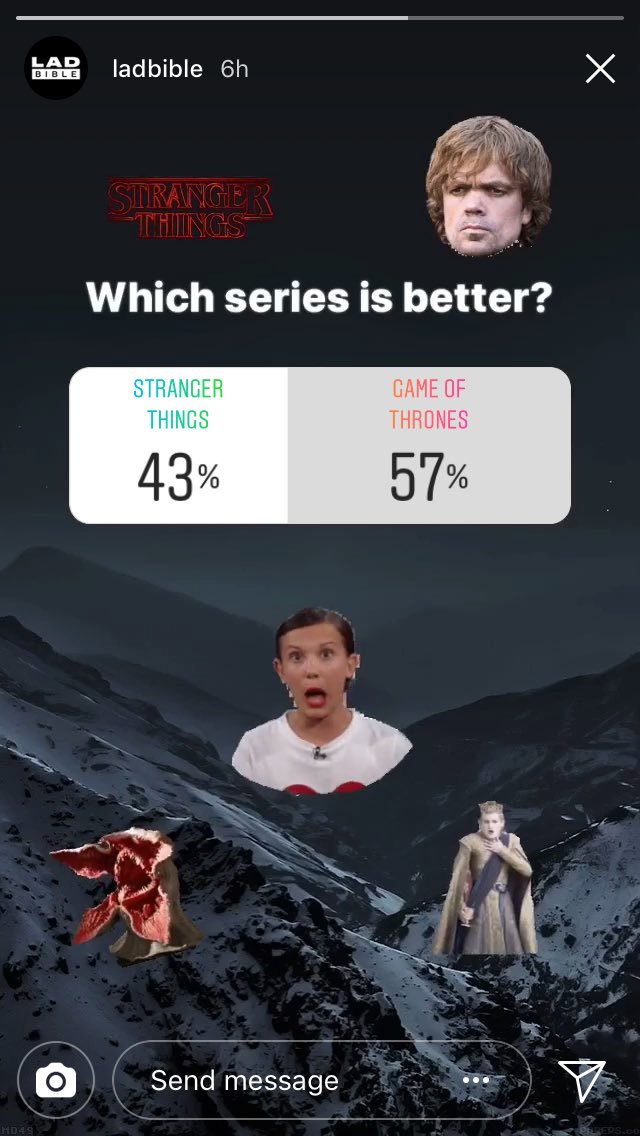 LAD
BIBLE
ladbible 6h
STRANGER
THINGS
Which series is better?
STRANGER
THINGS
43%
GAME OF
THRONES
57%
Send message